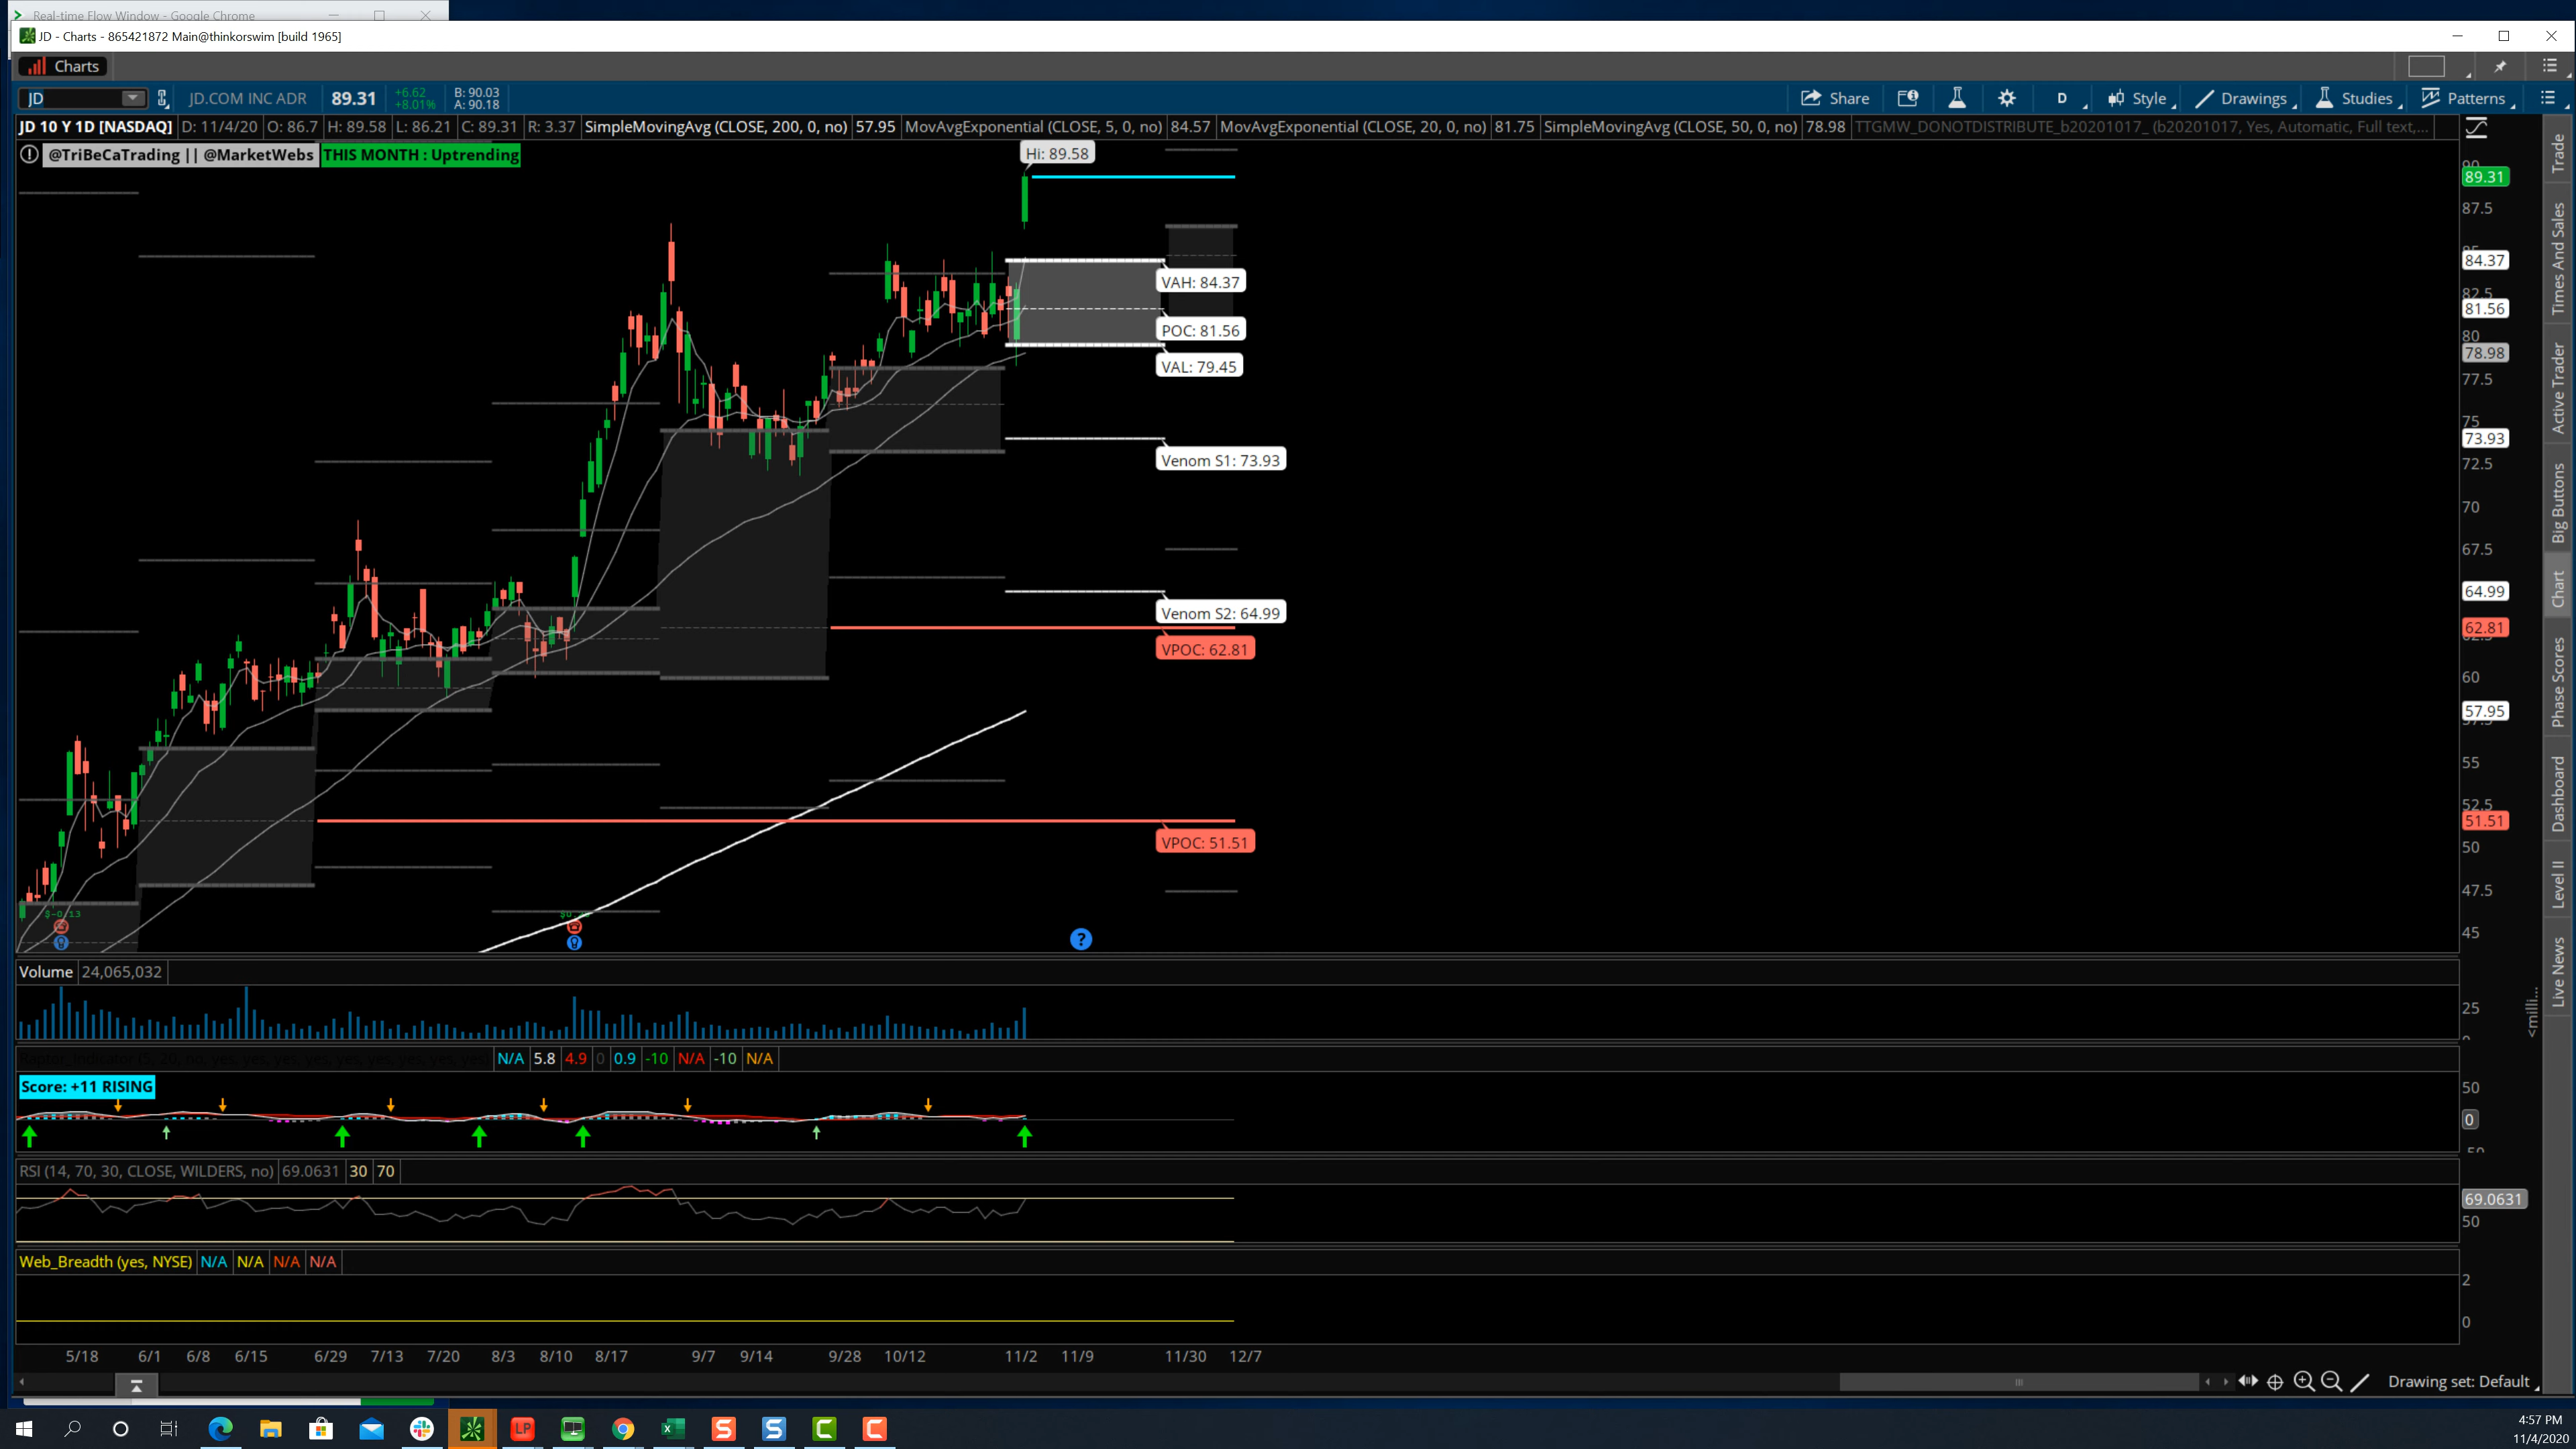 Real-time Flow Window - Google Chrome
JD - Charts - 865421872 Main@thinkorswim [build 1965]
Charts
JD JD.COM INC ADR 89.31 +6.62 +8.01% B: 90.03 A: 90.18 Share D Style Drawings Studies Patterns
JD 10 Y 1D [NASDAQ] D: 11/4/20 O: 86.7 H: 89.58 L: 86.21 C: 89.31 R: 3.37 SimpleMovingAvg (CLOSE, 200, 0, no) 57.95 MovAvgExponential (CLOSE, 5, 0, no) 84.57 MovAvgExponential (CLOSE, 20, 0, no) 81.75 SimpleMovingAvg (CLOSE, 50, 0, no) 78.98 TTGMW_DONOTDISTRIBUTE_b20201017_ (b20201017, Yes, Automatic, Full text,...
@TriBeCaTrading || @MarketWebs THIS MONTH : Uptrending
Hi: 89.58
90
89.31
87.5
85
84.37
VAH: 84.37
82.5
81.56
POC: 81.56
80
78.98
VAL: 79.45
77.5
75
73.93
Venom S1: 73.93
72.5
70
67.5
64.99
Venom S2: 64.99
62.81
VPOC: 62.81
60
57.95
55
52.5
51.51
VPOC: 51.51
50
47.5
45
$-0.13
?
Volume 24,065,032
25
<milli...
N/A 5.8 4.9 0 0.9 -10 N/A -10 N/A
Score: +11 RISING
50
0
-50
RSI (14, 70, 30, CLOSE, WILDERS, no) 69.0631 30 70
69.0631
50
Web_Breadth (yes, NYSE) N/A N/A N/A N/A
2
0
5/18 6/1 6/8 6/15 6/29 7/13 7/20 8/3 8/10 8/17 9/7 9/14 9/28 10/12 11/2 11/9 11/30 12/7
Drawing set: Default
Trade
Times And Sales
Active Trader
Big Buttons
Chart
Phase Scores
Dashboard
Level II
Live News
LP
4:57 PM
11/4/2020